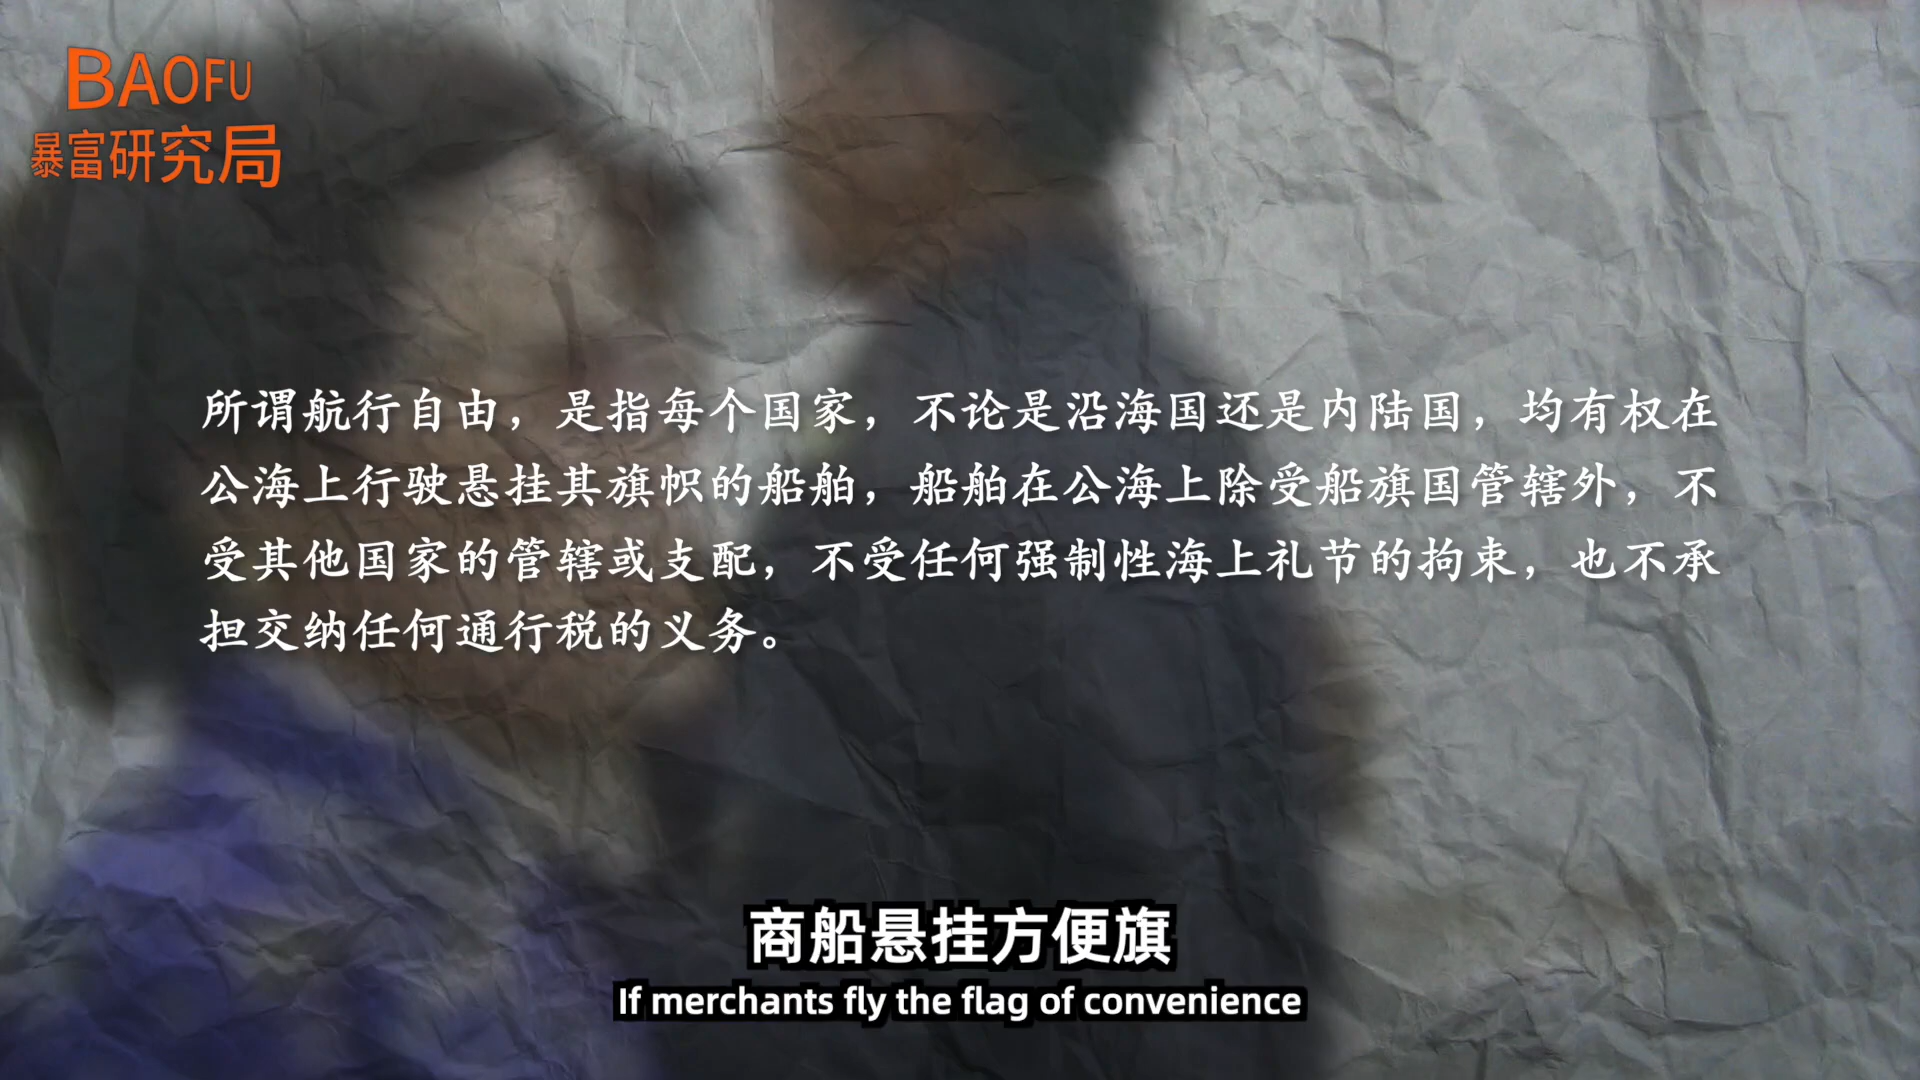 BAOFU
暴富研究局
所谓航行自由，是指每个国家，不论是沿海国还是内陆国，均有权在
公海上行驶悬挂其旗帜的船舶，船舶在公海上除受船旗国管辖外，不
受其他国家的管辖或支配，不受任何强制性海上礼节的拘束，也不承
担交纳任何通行税的义务。
商船悬挂方便旗
If merchants fly the flag of convenience